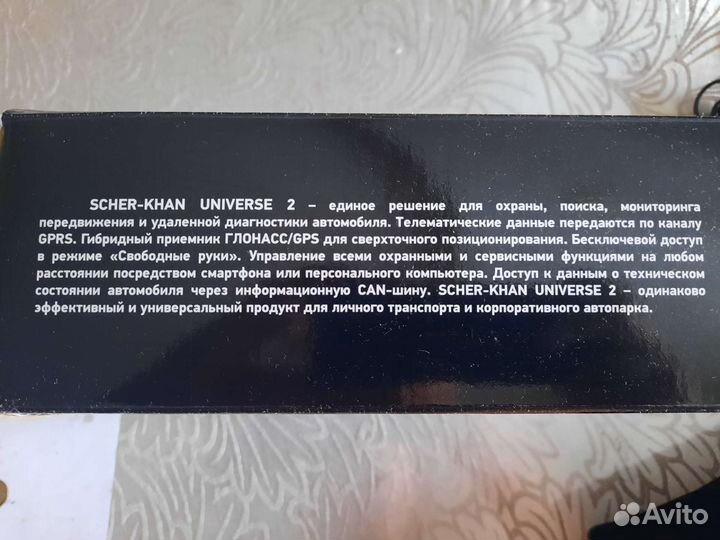 SCHER-KHAN UNIVERSE 2 – единое решение для охраны, поиска, мониторинга
передвижения и удаленной диагностики автомобиля. Телематические данные передаются по каналу
GPRS. Гибридный приемник ГЛОНАСС/GPS для сверхточного позиционирования. Бесключевой доступ
в режиме «Свободные руки». Управление всеми охранными и сервисными функциями на любом
расстоянии посредством смартфона или персонального компьютера. Доступ к данным о техническом
состоянии автомобиля через информационную CAN-шину. SCHER-KHAN UNIVERSE 2 – одинаково
эффективный и универсальный продукт для личного транспорта и корпоративного автопарка.
Avito